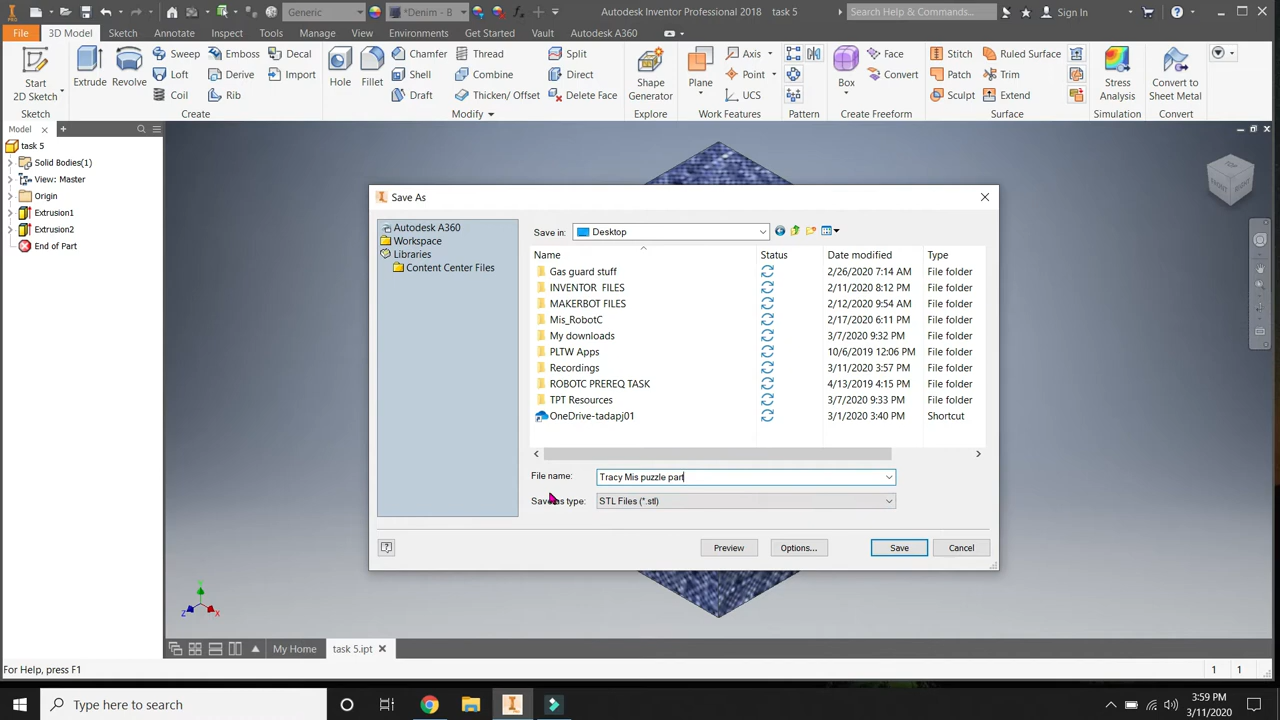 PRO
Generic
*Denim - B
Autodesk Inventor Professional 2018 task 5
Search Help & Commands...
Sign In
File 3D Model Sketch Annotate Inspect Tools Manage View Environments Get Started Vault Autodesk A360
Start
2D Sketch
Extrude
Revolve
Sweep
Loft
Coil
Emboss
Derive
Rib
Decal
Import
Hole
Fillet
Chamfer
Shell
Draft
Thread
Combine
Thicken/ Offset
Split
Direct
Delete Face
Shape
Generator
Plane
Axis
Point
UCS
Box
Face
Convert
Stitch
Patch
Sculpt
Ruled Surface
Trim
Extend
Stress
Analysis
Convert to
Sheet Metal
Sketch Create Modify Explore Work Features Pattern Create Freeform Surface Simulation Convert
Model
task 5
Solid Bodies(1)
View: Master
Origin
Extrusion1
Extrusion2
End of Part
TOP
FRONT
RIGHT
Save As
Autodesk A360
Workspace
Libraries
Content Center Files
Save in: Desktop
Name Status Date modified Type
Gas guard stuff 2/26/2020 7:14 AM File folder
INVENTOR FILES 2/11/2020 8:12 PM File folder
MAKERBOT FILES 2/12/2020 9:54 AM File folder
Mis_RobotC 2/17/2020 6:11 PM File folder
My downloads 3/7/2020 9:32 PM File folder
PLTW Apps 10/6/2019 12:06 PM File folder
Recordings 3/11/2020 3:57 PM File folder
ROBOTC PREREQ TASK 4/13/2019 4:15 PM File folder
TPT Resources 3/7/2020 9:33 PM File folder
OneDrive-tadapj01 3/1/2020 3:40 PM Shortcut
File name: Tracy Mis puzzle part
Save as type: STL Files (*.stl)
Preview Options... Save Cancel
Y
Z X
My Home task 5.ipt
For Help, press F1 1 1
Type here to search
3:59 PM
3/11/2020